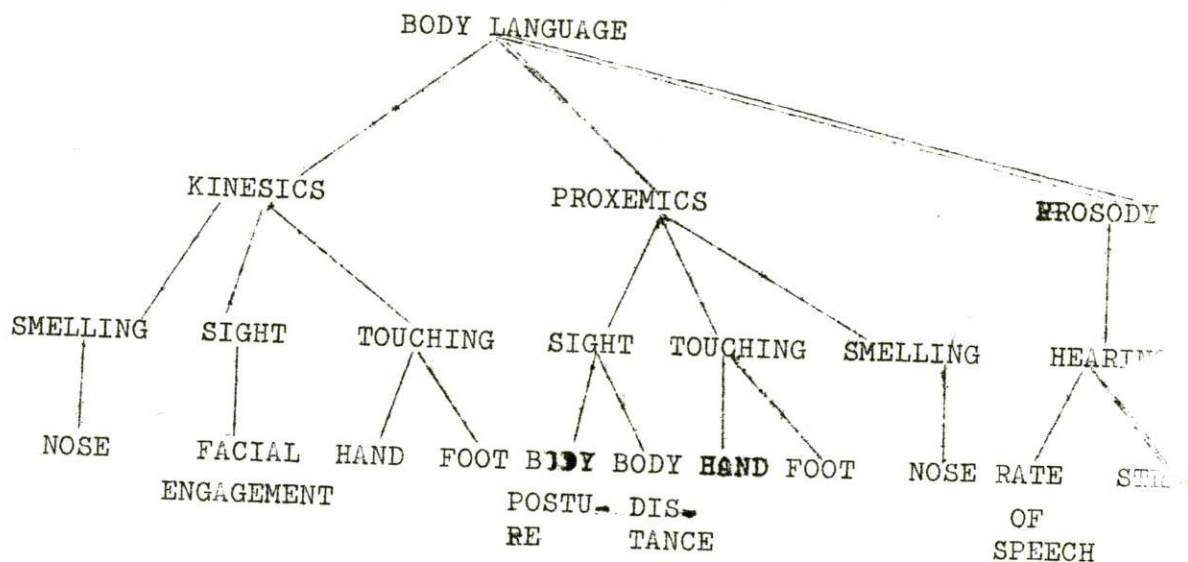 BODY LANGUAGE
KINESICS PROXEMICS PROSODY
SMELLING SIGHT TOUCHING SIGHT TOUCHING SMELLING
NOSE FACIAL HAND FOOT BODY BODY HAND FOOT NOSE RATE
ENGAGEMENT POSTU- DIS- OF
RE TANCE SPEECH